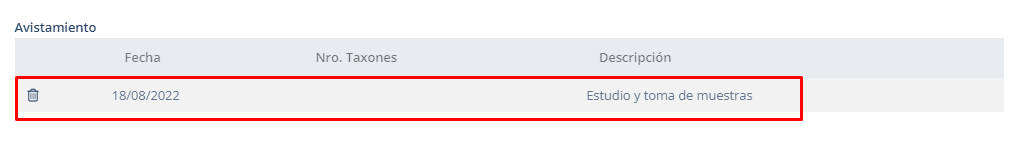 Avistamiento
Fecha Nro. Taxones Descripción
18/08/2022 Estudio y toma de muestras